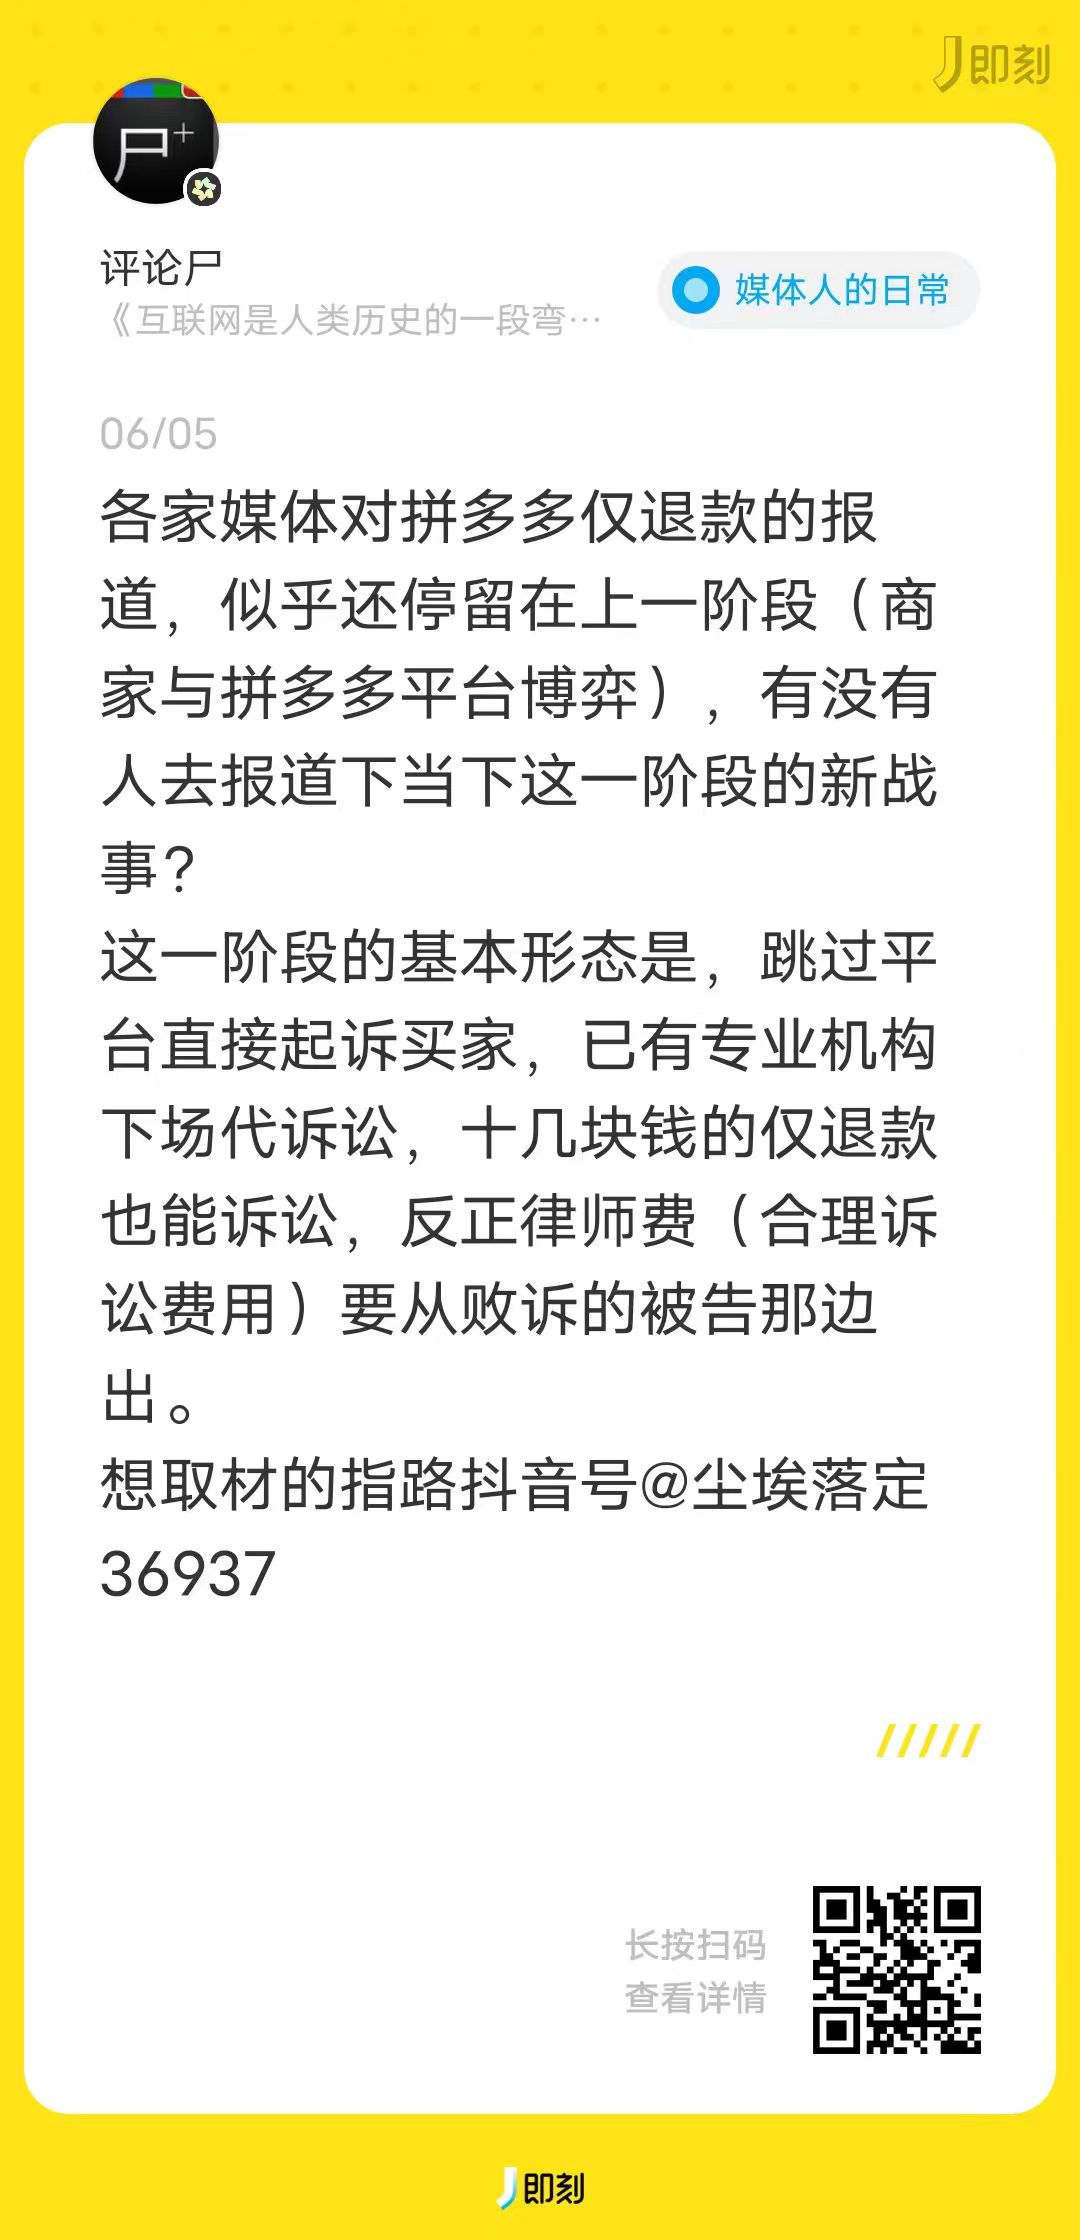 即刻
尸+
评论尸
《互联网是人类历史的一段弯…
媒体人的日常
06/05
各家媒体对拼多多仅退款的报
道，似乎还停留在上一阶段（商
家与拼多多平台博弈），有没有
人去报道下当下这一阶段的新战
事？
这一阶段的基本形态是，跳过平
台直接起诉买家，已有专业机构
下场代诉讼，十几块钱的仅退款
也能诉讼，反正律师费（合理诉
讼费用）要从败诉的被告那边
出。
想取材的指路抖音号@尘埃落定
36937
长按扫码
查看详情
即刻